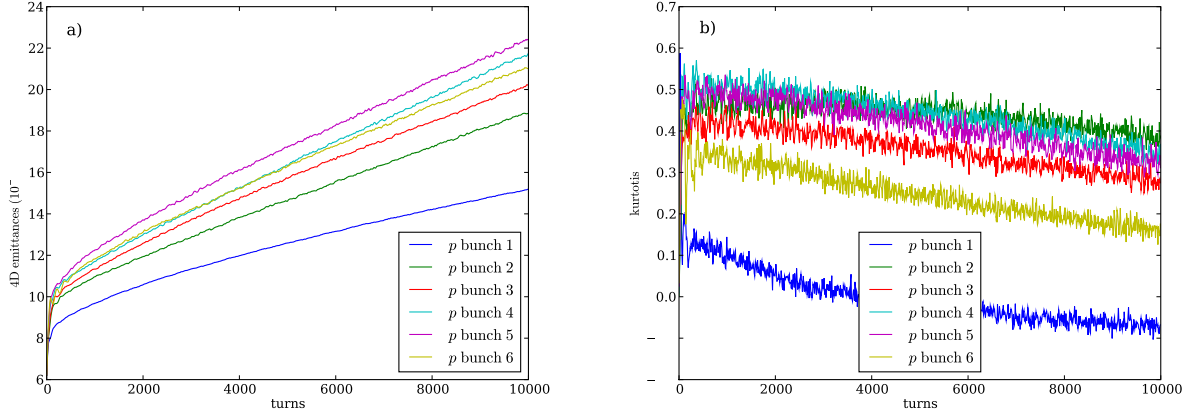 a)
4D emittances (10⁻
24
22
20
18
16
14
12
10
8
6
0 2000 4000 6000 8000 10000
turns
p bunch 1
p bunch 2
p bunch 3
p bunch 4
p bunch 5
p bunch 6
b)
kurtotis
0.7
0.6
0.5
0.4
0.3
0.2
0.1
0.0
−
−
0 2000 4000 6000 8000 10000
turns
p bunch 1
p bunch 2
p bunch 3
p bunch 4
p bunch 5
p bunch 6